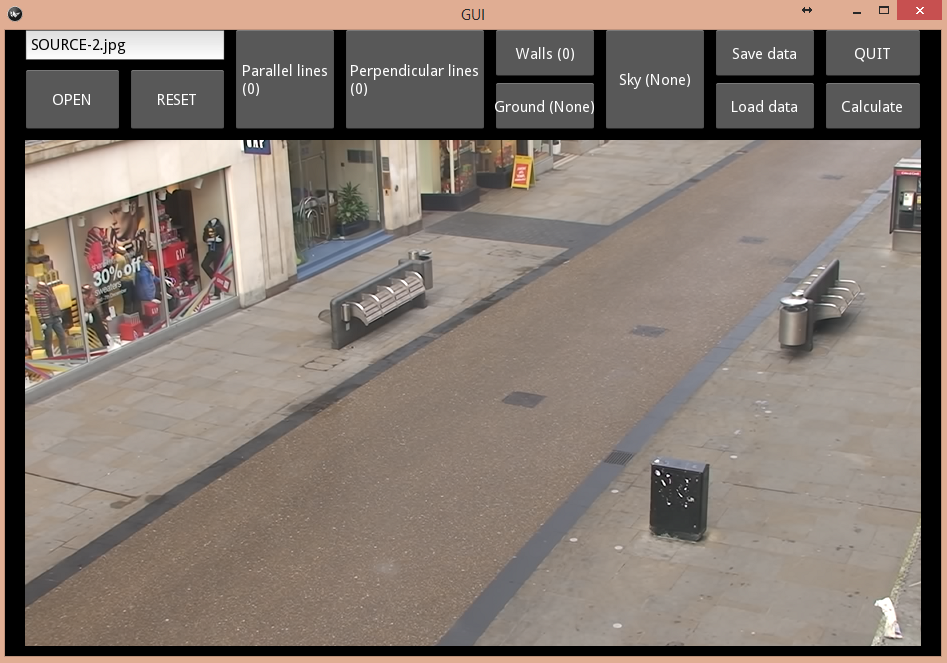 GUI
SOURCE-2.jpg
OPEN
RESET
Parallel lines
(0)
Perpendicular lines
(0)
Walls (0)
Ground (None)
Sky (None)
Save data
Load data
QUIT
Calculate
30% off
GAP